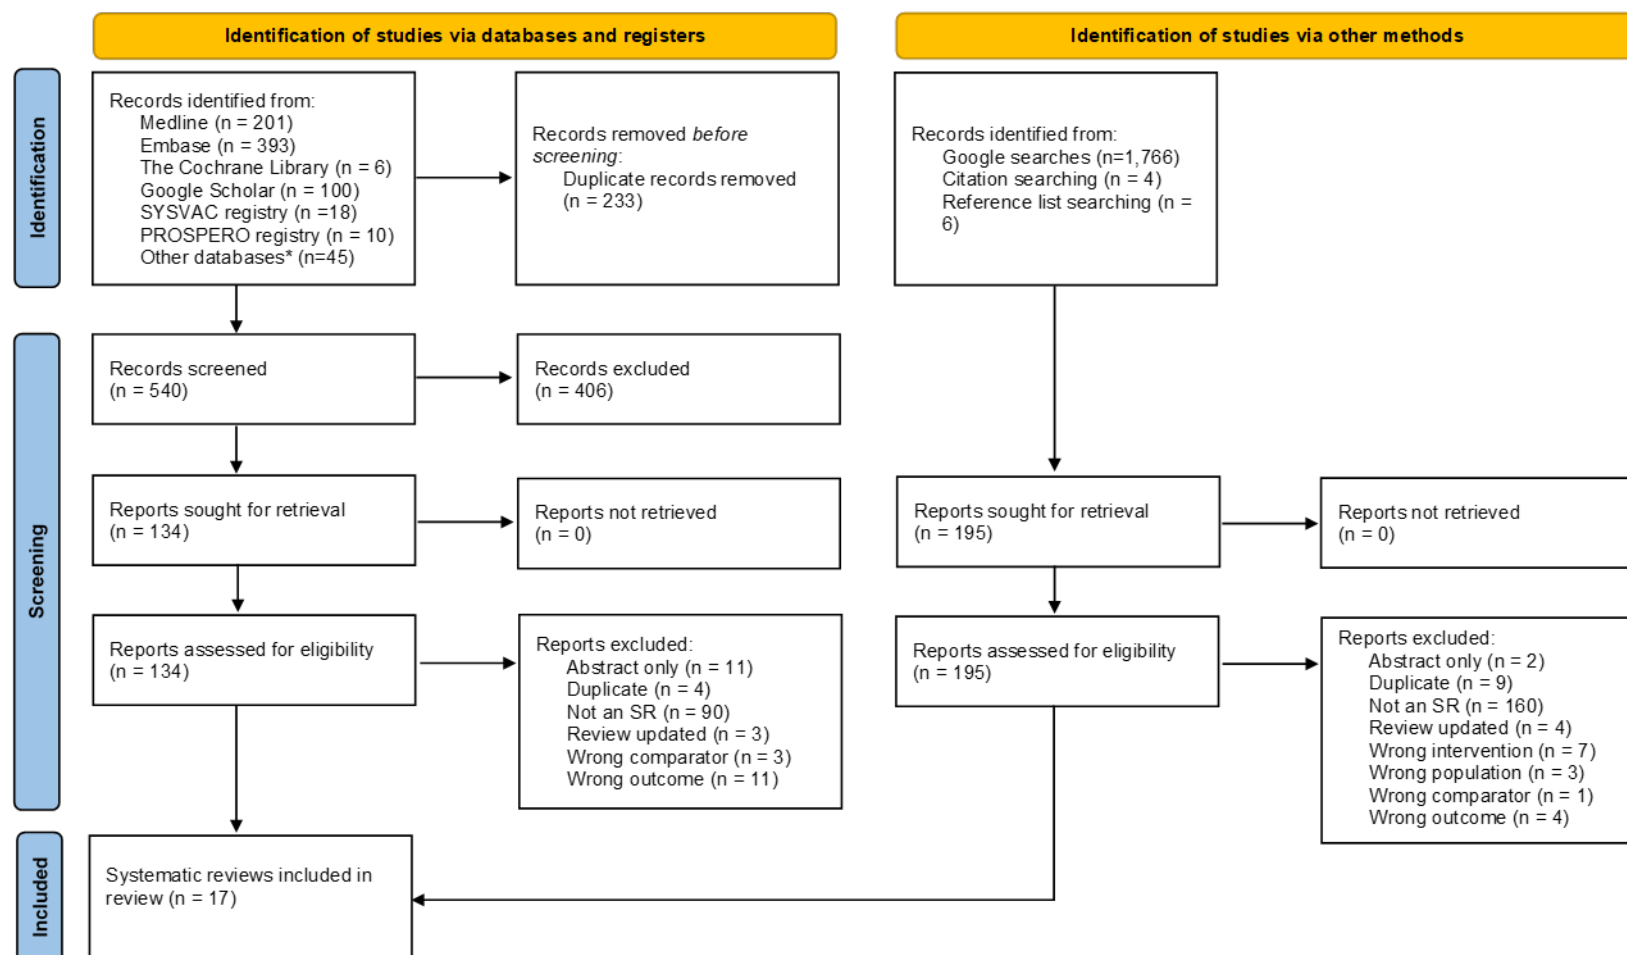 Identification of studies via databases and registers
Identification of studies via other methods
Identification
Records identified from:
Medline (n = 201)
Embase (n = 393)
The Cochrane Library (n = 6)
Google Scholar (n = 100)
SYSVAC registry (n =18)
PROSPERO registry (n = 10)
Other databases* (n=45)
Records removed before
screening:
Duplicate records removed
(n = 233)
Records identified from:
Google searches (n=1,766)
Citation searching (n = 4)
Reference list searching (n =
6)
Screening
Records screened
(n = 540)
Records excluded
(n = 406)
Reports sought for retrieval
(n = 134)
Reports not retrieved
(n = 0)
Reports sought for retrieval
(n = 195)
Reports not retrieved
(n = 0)
Reports assessed for eligibility
(n = 134)
Reports excluded:
Abstract only (n = 11)
Duplicate (n = 4)
Not an SR (n = 90)
Review updated (n = 3)
Wrong comparator (n = 3)
Wrong outcome (n = 11)
Reports assessed for eligibility
(n = 195)
Reports excluded:
Abstract only (n = 2)
Duplicate (n = 9)
Not an SR (n = 160)
Review updated (n = 4)
Wrong intervention (n = 7)
Wrong population (n = 3)
Wrong comparator (n = 1)
Wrong outcome (n = 4)
Included
Systematic reviews included in
review (n = 17)